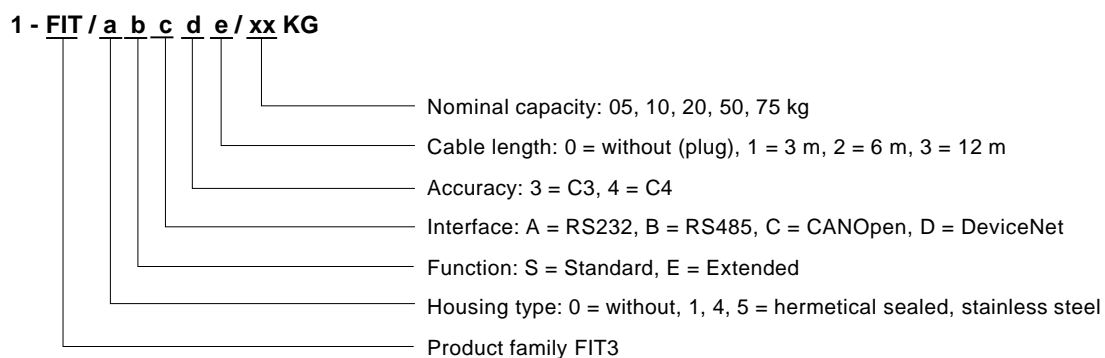 1 - FIT / a b c d e / xx KG
Nominal capacity: 05, 10, 20, 50, 75 kg
Cable length: 0 = without (plug), 1 = 3 m, 2 = 6 m, 3 = 12 m
Accuracy: 3 = C3, 4 = C4
Interface: A = RS232, B = RS485, C = CANOpen, D = DeviceNet
Function: S = Standard, E = Extended
Housing type: 0 = without, 1, 4, 5 = hermetical sealed, stainless steel
Product family FIT3